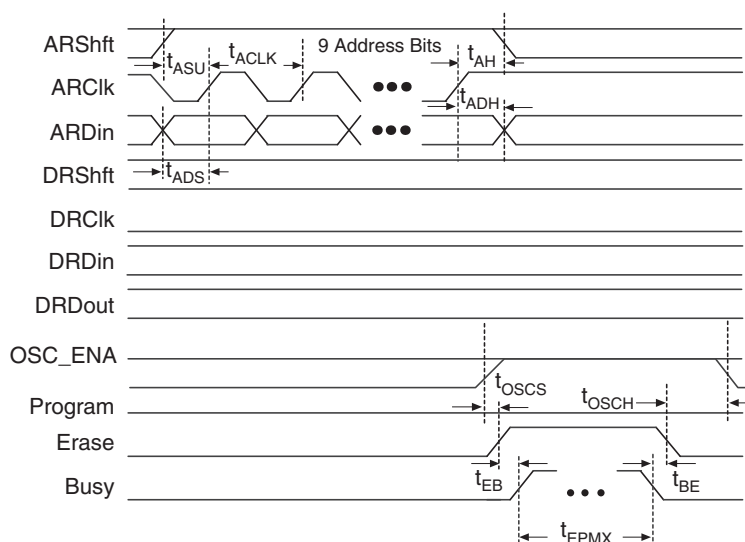 ARShft
tASU
tACLK
9 Address Bits
tAH
ARClk
tADH
ARDin
DRShft
tADS
DRClk
DRDin
DRDout
OSC_ENA
tOSCS
tOSCH
Program
Erase
tEB
tBE
Busy
tEPMX